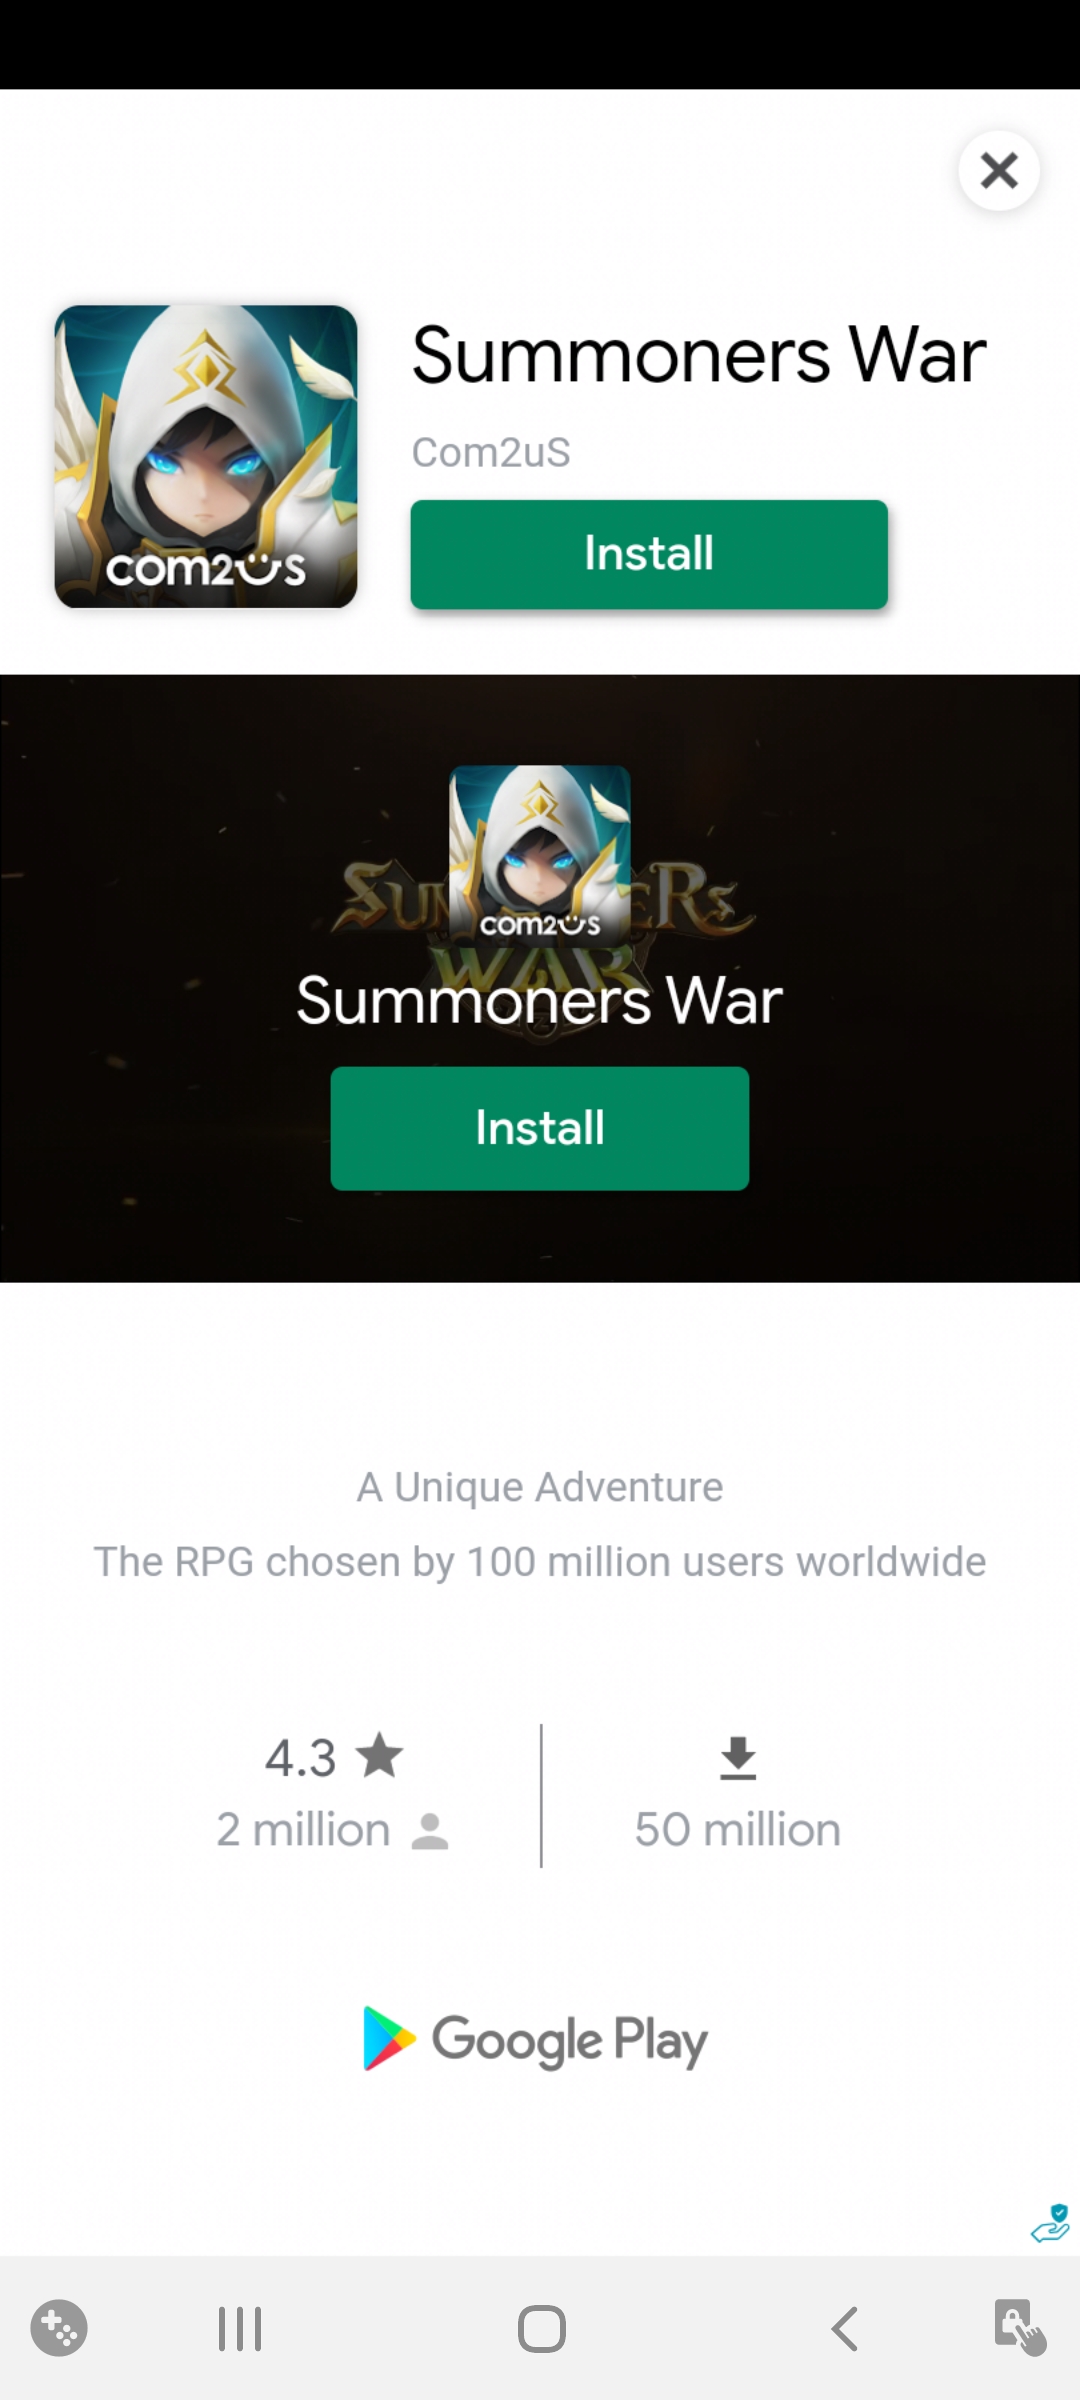 Summoners War
Com2uS
Install
com2us
SUMMONERS
WAR
com2us
Summoners War
Install
A Unique Adventure
The RPG chosen by 100 million users worldwide
4.3
2 million
50 million
Google Play